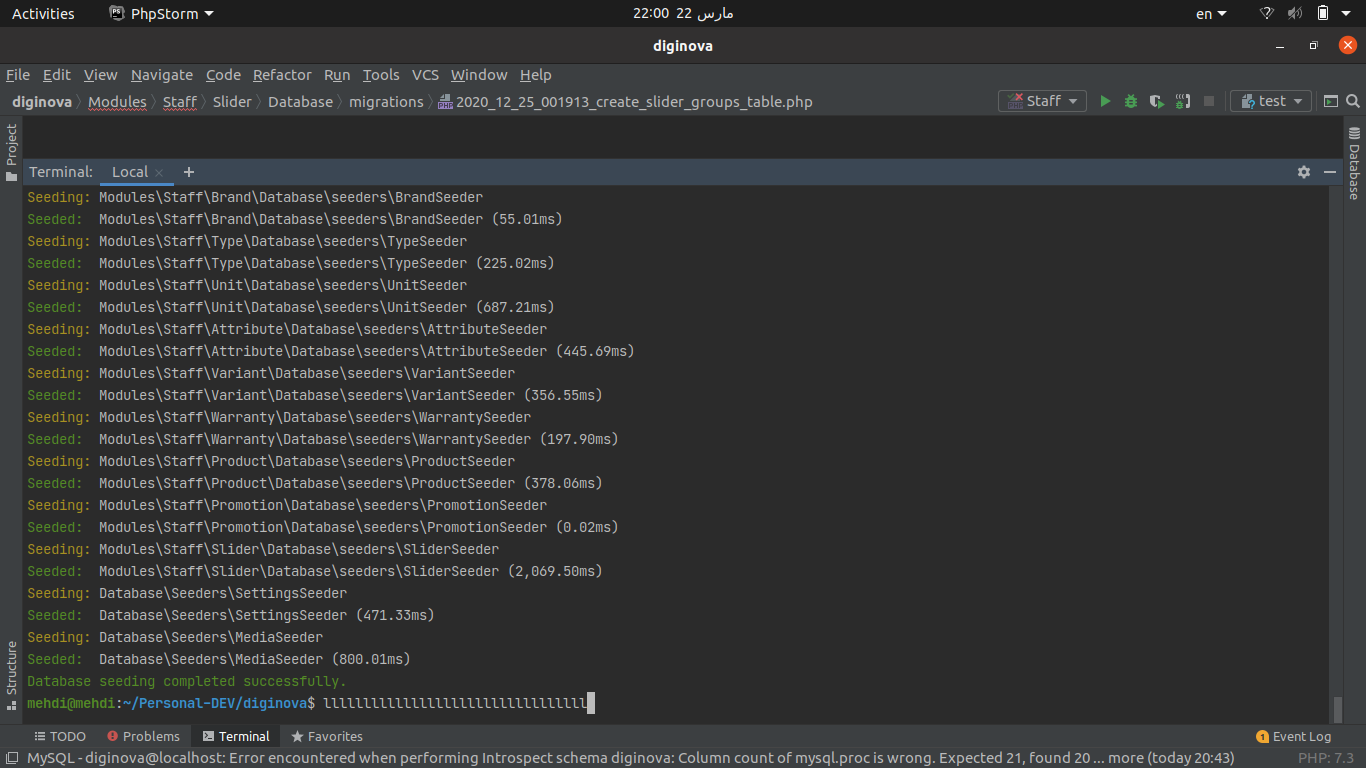 Activities PhpStorm 22:00 22 مارس en
diginova
File Edit View Navigate Code Refactor Run Tools VCS Window Help
diginova Modules Staff Slider Database migrations 2020_12_25_001913_create_slider_groups_table.php Staff test
Project
Database
Terminal: Local
Seeding: Modules\Staff\Brand\Database\seeders\BrandSeeder
Seeded: Modules\Staff\Brand\Database\seeders\BrandSeeder (55.01ms)
Seeding: Modules\Staff\Type\Database\seeders\TypeSeeder
Seeded: Modules\Staff\Type\Database\seeders\TypeSeeder (225.02ms)
Seeding: Modules\Staff\Unit\Database\seeders\UnitSeeder
Seeded: Modules\Staff\Unit\Database\seeders\UnitSeeder (687.21ms)
Seeding: Modules\Staff\Attribute\Database\seeders\AttributeSeeder
Seeded: Modules\Staff\Attribute\Database\seeders\AttributeSeeder (445.69ms)
Seeding: Modules\Staff\Variant\Database\seeders\VariantSeeder
Seeded: Modules\Staff\Variant\Database\seeders\VariantSeeder (356.55ms)
Seeding: Modules\Staff\Warranty\Database\seeders\WarrantySeeder
Seeded: Modules\Staff\Warranty\Database\seeders\WarrantySeeder (197.90ms)
Seeding: Modules\Staff\Product\Database\seeders\ProductSeeder
Seeded: Modules\Staff\Product\Database\seeders\ProductSeeder (378.06ms)
Seeding: Modules\Staff\Promotion\Database\seeders\PromotionSeeder
Seeded: Modules\Staff\Promotion\Database\seeders\PromotionSeeder (0.02ms)
Seeding: Modules\Staff\Slider\Database\seeders\SliderSeeder
Seeded: Modules\Staff\Slider\Database\seeders\SliderSeeder (2,069.50ms)
Seeding: Database\Seeders\SettingsSeeder
Seeded: Database\Seeders\SettingsSeeder (471.33ms)
Seeding: Database\Seeders\MediaSeeder
Seeded: Database\Seeders\MediaSeeder (800.01ms)
Database seeding completed successfully.
mehdi@mehdi:~/Personal-DEV/diginova$ lllllllllllllllllllllllllllllllll
Structure
TODO Problems Terminal Favorites 1 Event Log
MySQL - diginova@localhost: Error encountered when performing Introspect schema diginova: Column count of mysql.proc is wrong. Expected 21, found 20 ... more (today 20:43) PHP: 7.3